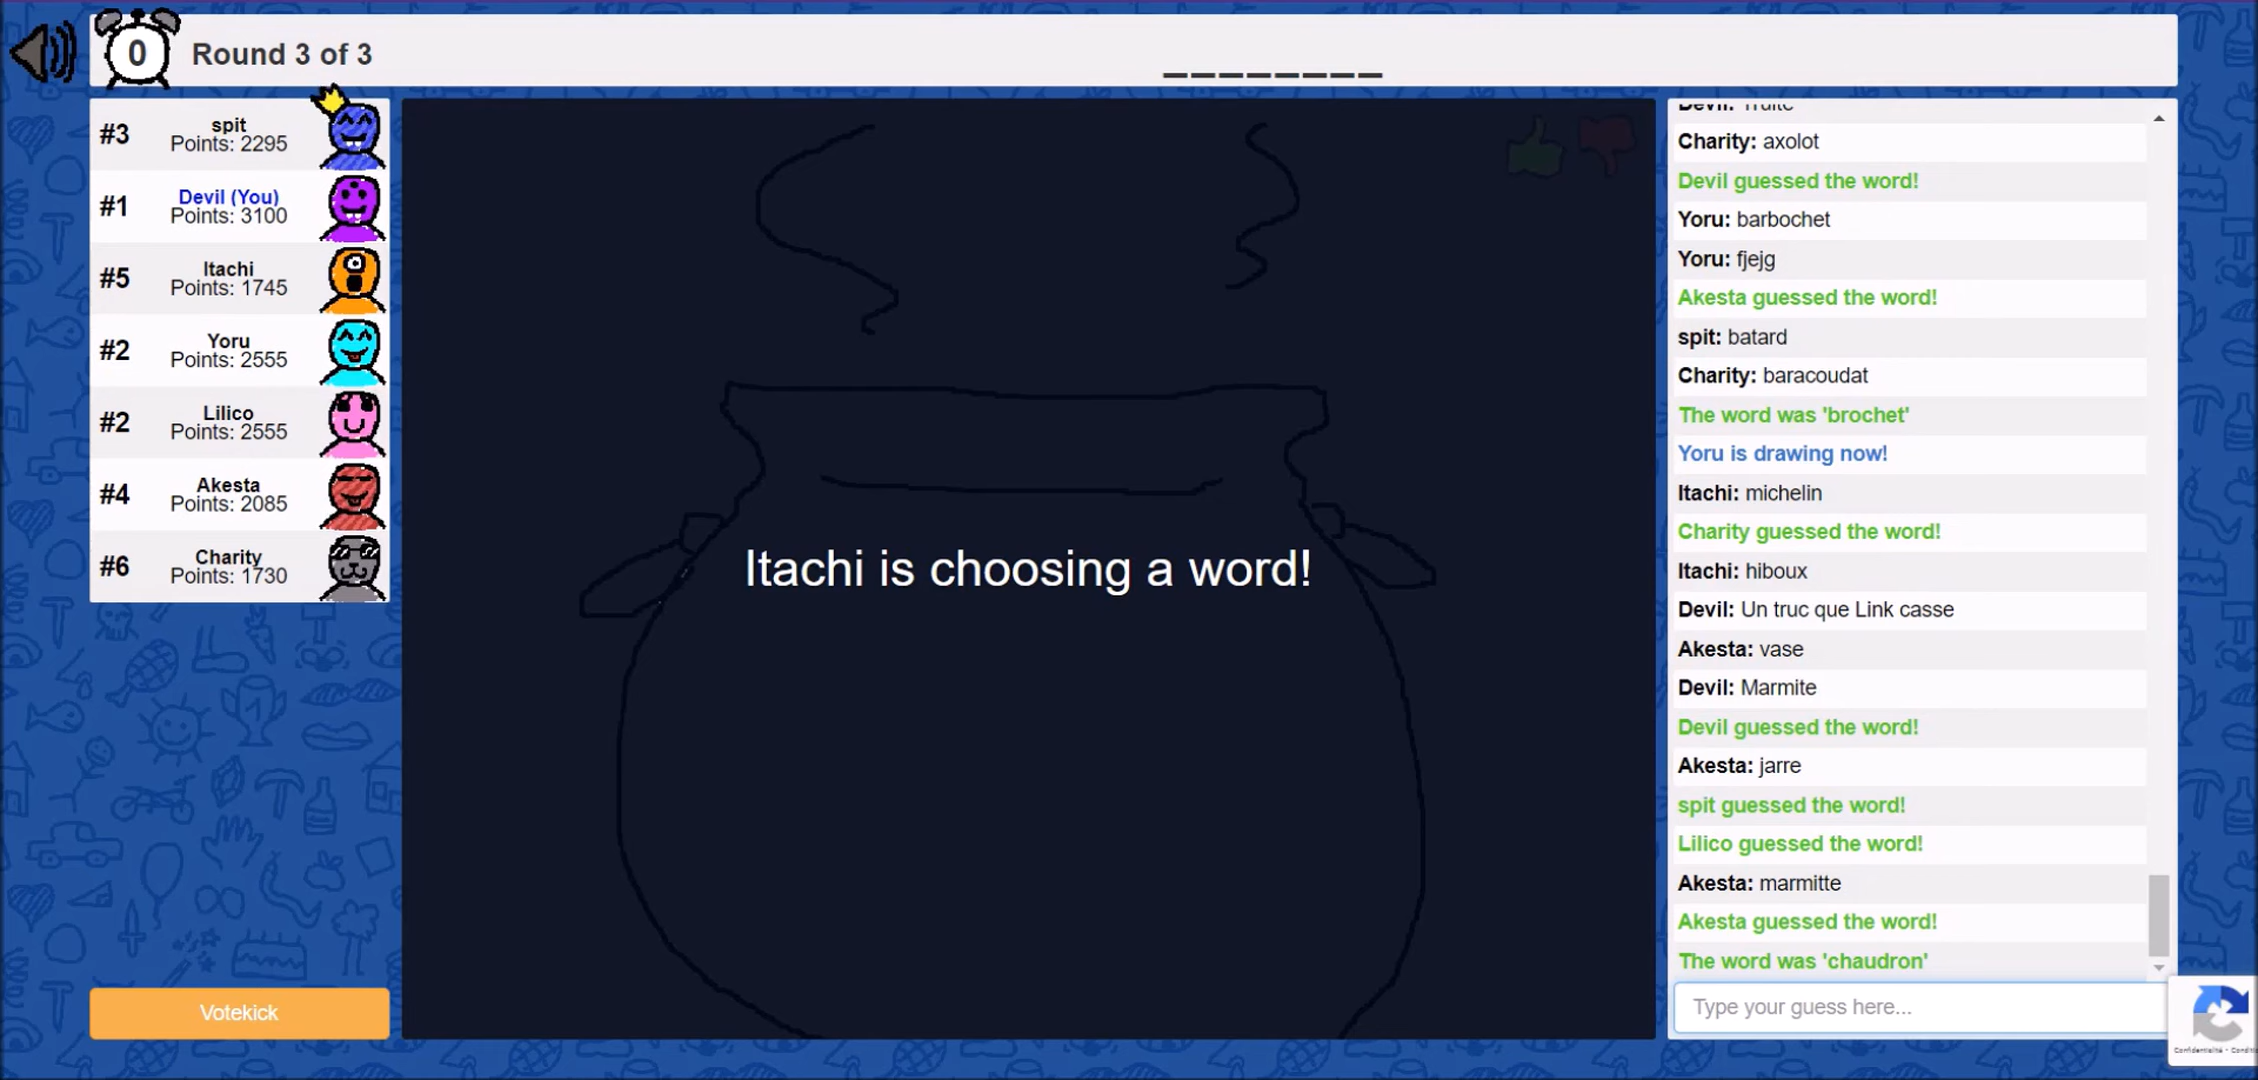 0
Round 3 of 3
________
#3
spit
Points: 2295
#1
Devil (You)
Points: 3100
#5
Itachi
Points: 1745
#2
Yoru
Points: 2555
#2
Lilico
Points: 2555
#4
Akesta
Points: 2085
#6
Charity
Points: 1730
Votekick
Itachi is choosing a word!
Devil: Truite
Charity: axolot
Devil guessed the word!
Yoru: barbochet
Yoru: fjejg
Akesta guessed the word!
spit: batard
Charity: baracoudat
The word was 'brochet'
Yoru is drawing now!
Itachi: michelin
Charity guessed the word!
Itachi: hiboux
Devil: Un truc que Link casse
Akesta: vase
Devil: Marmite
Devil guessed the word!
Akesta: jarre
spit guessed the word!
Lilico guessed the word!
Akesta: marmitte
Akesta guessed the word!
The word was 'chaudron'
Type your guess here...